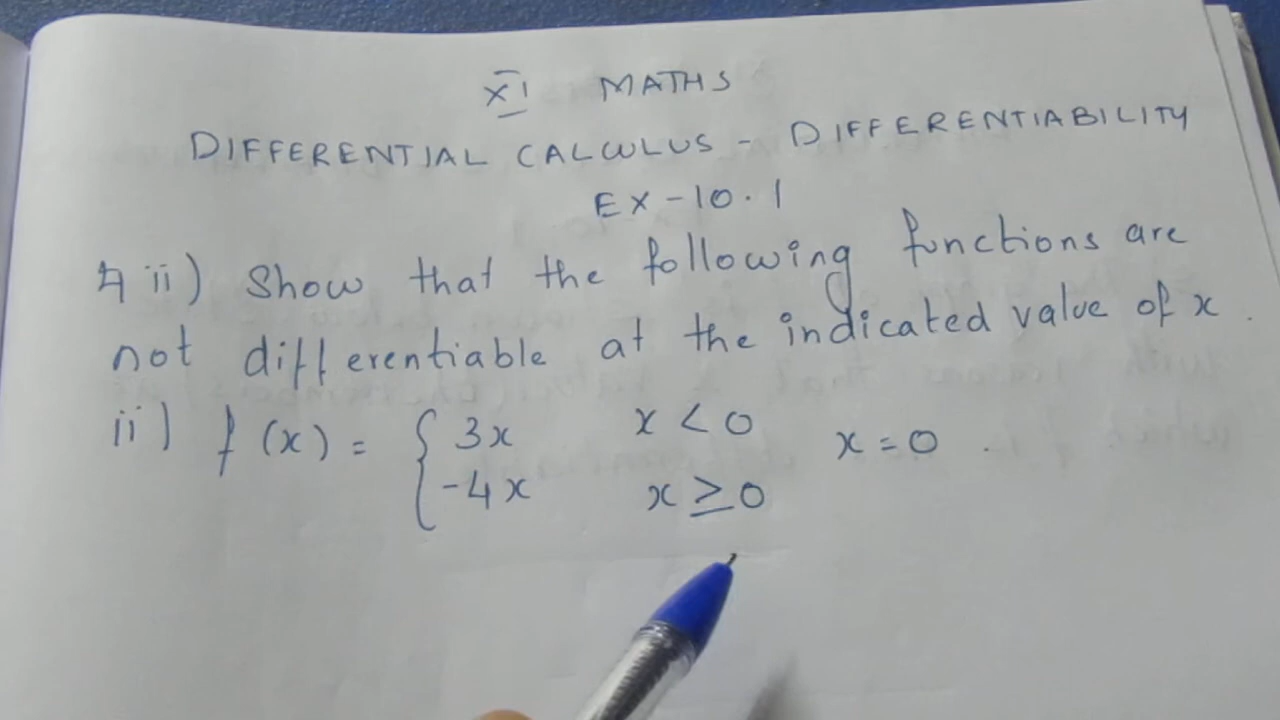 XI MATHS
DIFFERENTIAL CALCULUS - DIFFERENTIABILITY
EX-10.1
4 ii) Show that the following functions are
not differentiable at the indicated value of x.
ii) f(x) = { 3x x < 0 x = 0.
-4x x ≥ 0